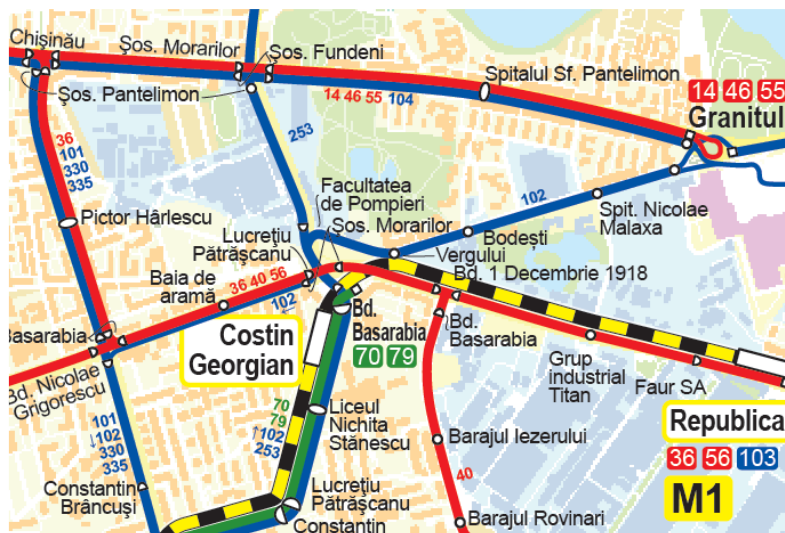 Chișinău
Șos. Morarilor
Șos. Fundeni
Șos. Pantelimon
14 46 55 104
Spitalul Sf. Pantelimon
14 46 55
Granitul
36
101
330
335
253
Pictor Hârlescu
Facultatea
de Pompieri
Șos. Morarilor
102
Spit. Nicolae
Malaxa
Bodești
Lucrețiu
Pătrășcanu
Vergului
Bd. 1 Decembrie 1918
Baia de
aramă
36 40 56
102
Basarabia
Costin
Georgian
Bd.
Basarabia
70 79
Bd.
Basarabia
Bd. Nicolae
Grigorescu
Grup
industrial
Titan
Faur SA
101
↓102
330
335
70
79
↑102
253
Liceul
Nichita
Stănescu
Barajul Iezerului
Republica
36 56 103
M1
40
Constantin
Brâncuși
Lucrețiu
Pătrășcanu
Constantin
Barajul Rovinari